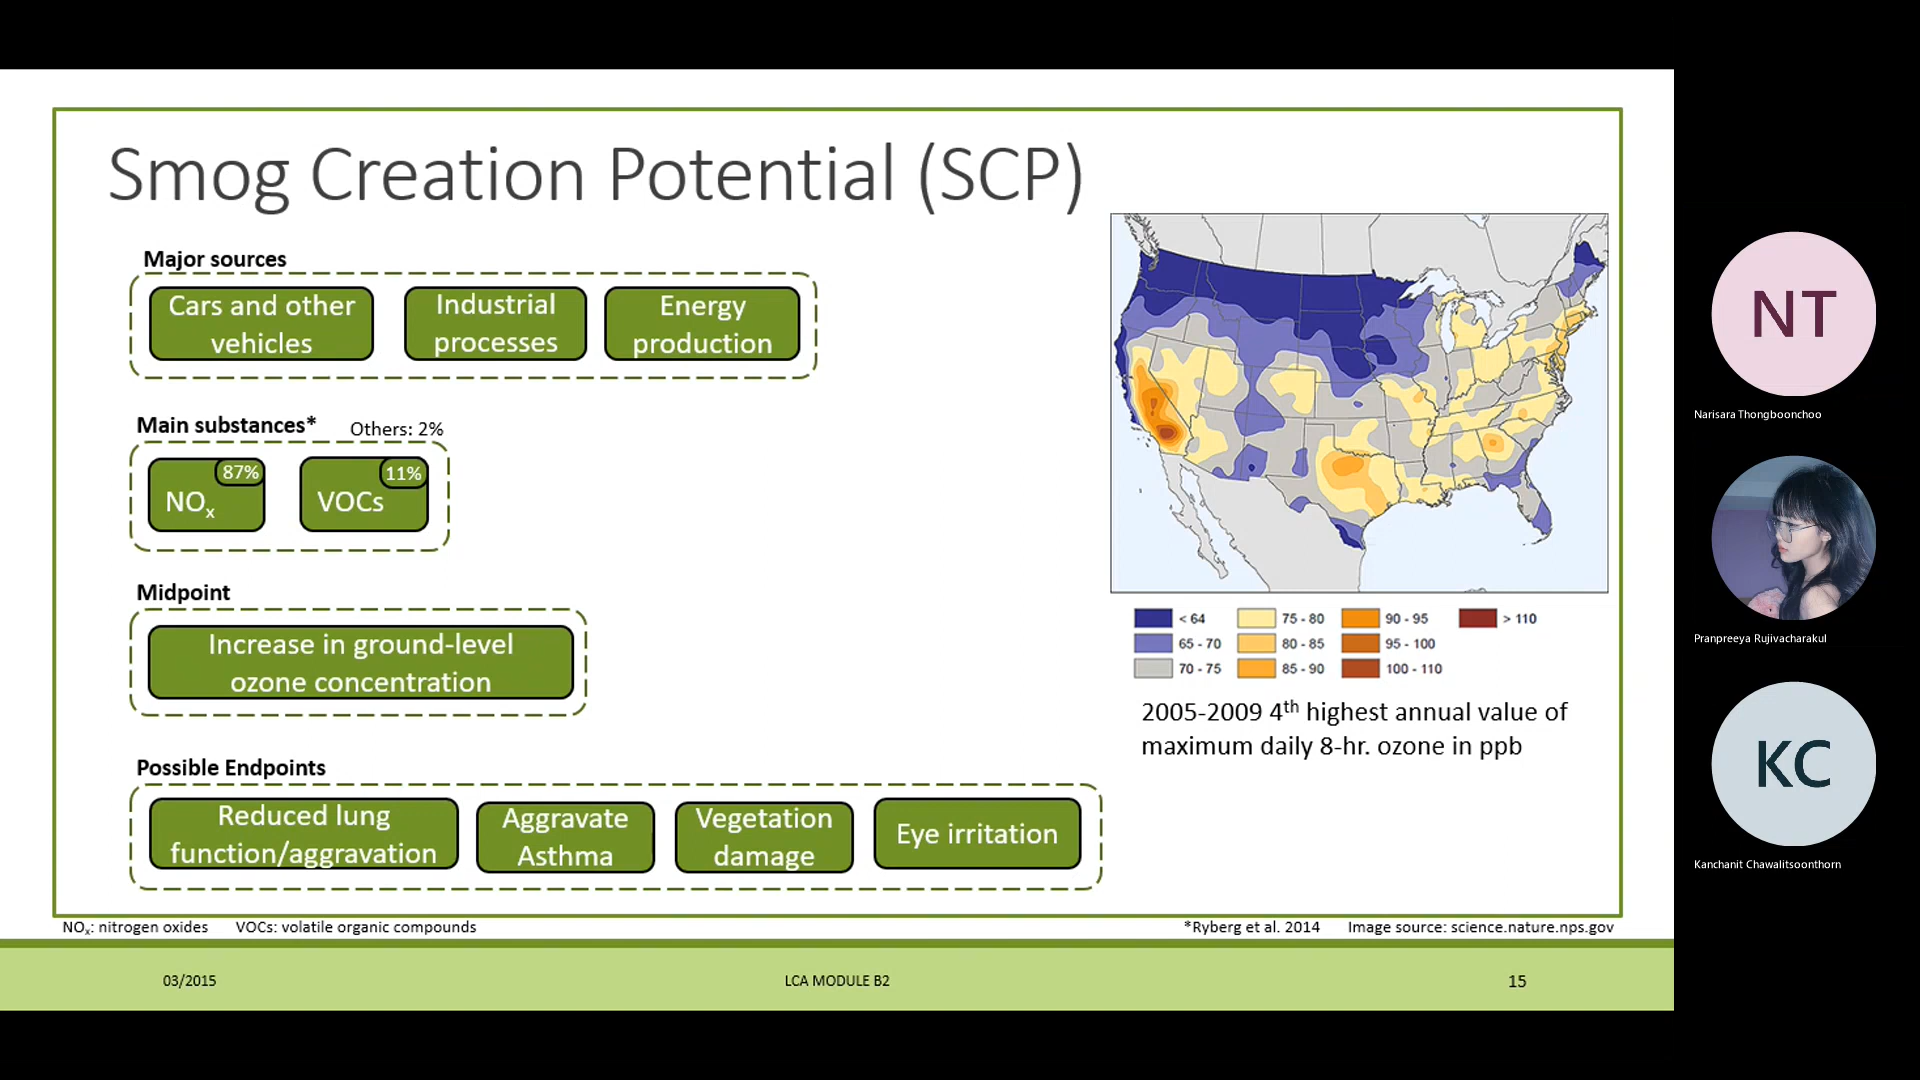 Smog Creation Potential (SCP)
Major sources
Cars and other
vehicles
Industrial
processes
Energy
production
Main substances*
Others: 2%
NOx
87%
VOCs
11%
Midpoint
Increase in ground-level
ozone concentration
Possible Endpoints
Reduced lung
function/aggravation
Aggravate
Asthma
Vegetation
damage
Eye irritation
< 64
65 - 70
70 - 75
75 - 80
80 - 85
85 - 90
90 - 95
95 - 100
100 - 110
> 110
2005-2009 4th highest annual value of
maximum daily 8-hr. ozone in ppb
NOx: nitrogen oxides
VOCs: volatile organic compounds
*Ryberg et al. 2014
Image source: science.nature.nps.gov
03/2015
LCA MODULE B2
15
NT
Narisara Thongboonchoo
Pranpreeya Rujivacharakul
KC
Kanchanit Chawalitsoonthorn